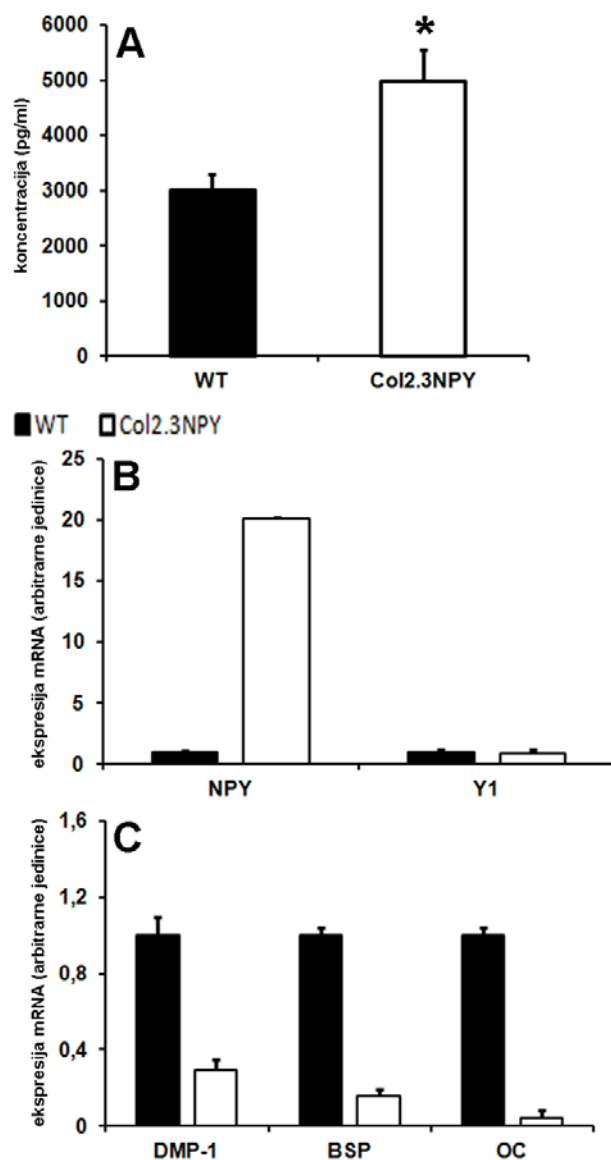 A
*
koncentracija (pg/ml)
6000
5000
4000
3000
2000
1000
0
WT Col2.3NPY
WT Col2.3NPY
B
ekspresija mRNA (arbitrarne jedinice)
25
20
15
10
5
0
NPY Y1
C
ekspresija mRNA (arbitrarne jedinice)
1,6
1,2
0,8
0,4
0
DMP-1 BSP OC